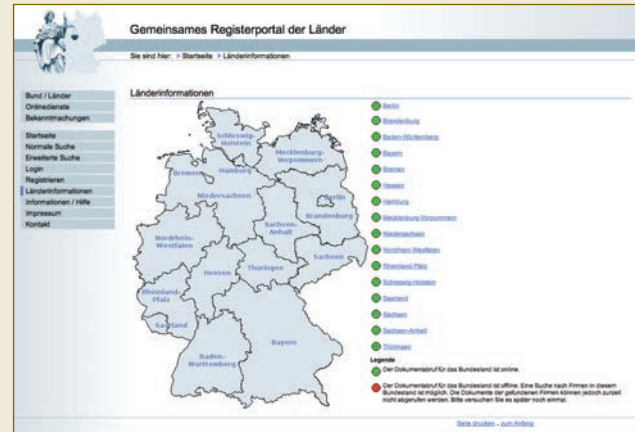 Gemeinsames Registerportal der Länder
Sie sind hier: > Startseite > Länderinformationen
Bund / Länder
Onlinedienste
Bekanntmachungen
Startseite
Normale Suche
Erweiterte Suche
Login
Registrieren
Länderinformationen
Informationen / Hilfe
Impressum
Kontakt
Länderinformationen
Schleswig-
Holstein
Mecklenburg-
Vorpommern
Hamburg
Bremen
Niedersachsen
Berlin
Brandenburg
Sachsen-
Anhalt
Nordrhein-
Westfalen
Sachsen
Hessen
Thüringen
Rheinland-
Pfalz
Saarland
Bayern
Baden-
Württemberg
Berlin
Brandenburg
Baden-Württemberg
Bayern
Bremen
Hessen
Hamburg
Mecklenburg-Vorpommern
Niedersachsen
Nordrhein-Westfalen
Rheinland-Pfalz
Schleswig-Holstein
Saarland
Sachsen
Sachsen-Anhalt
Thüringen
Legende
Der Dokumentabruf für das Bundesland ist online.
Der Dokumentabruf für das Bundesland ist offline. Eine Suche nach Firmen in diesem
Bundesland ist möglich. Die Dokumente der gefundenen Firmen können jedoch zurzeit
nicht abgerufen werden. Bitte versuchen Sie es später noch einmal.
Seite drucken - zum Anfang